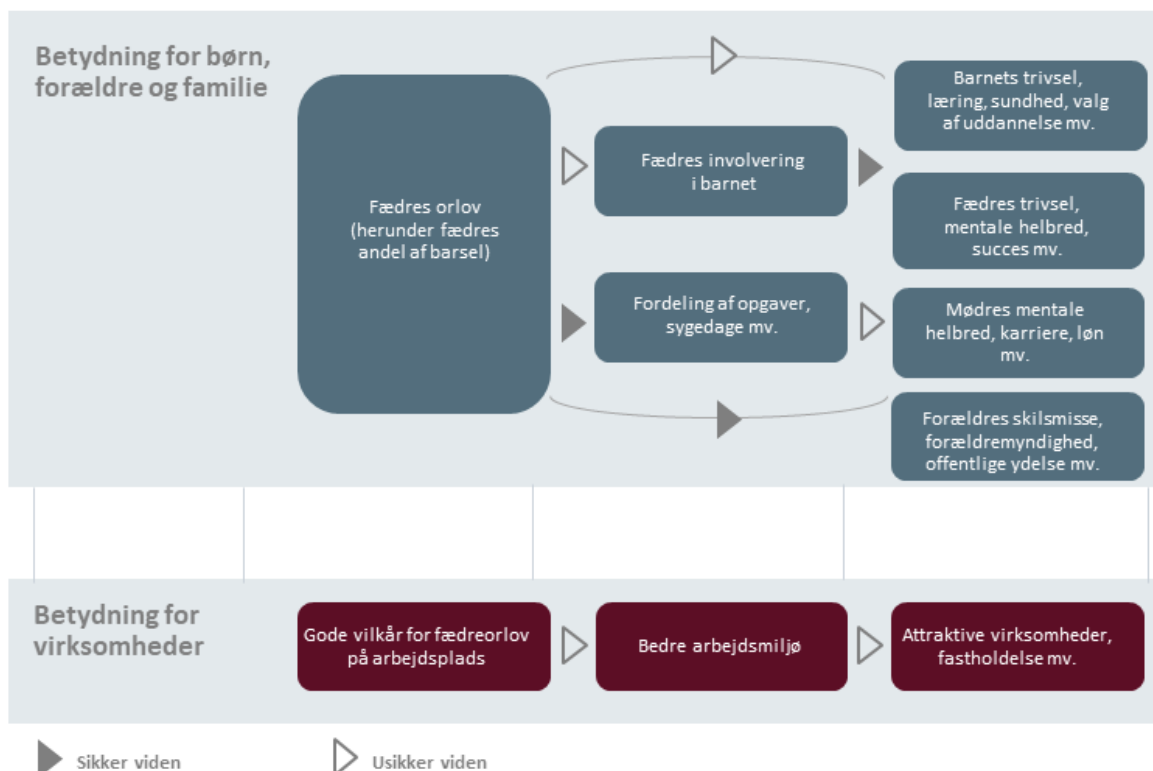 Betydning for børn,
forældre og familie
Fædres orlov
(herunder fædres
andel af barsel)
Fædres involvering
i barnet
Fordeling af opgaver,
sygedage mv.
Barnets trivsel,
læring, sundhed, valg
af uddannelse mv.
Fædres trivsel,
mentale helbred,
succes mv.
Mødres mentale
helbred, karriere, løn
mv.
Forældres skilsmisse,
forældremyndighed,
offentlige ydelse mv.
Betydning for
virksomheder
Gode vilkår for fædreorlov
på arbejdsplads
Bedre arbejdsmiljø
Attraktive virksomheder,
fastholdelse mv.
Sikker viden
Usikker viden